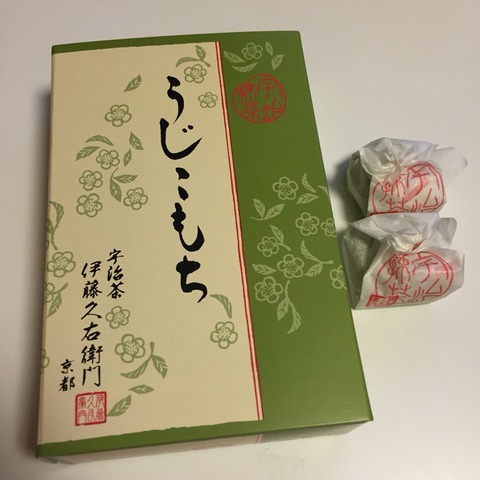 うじこもち
宇治茶
伊藤久右衛門
京都